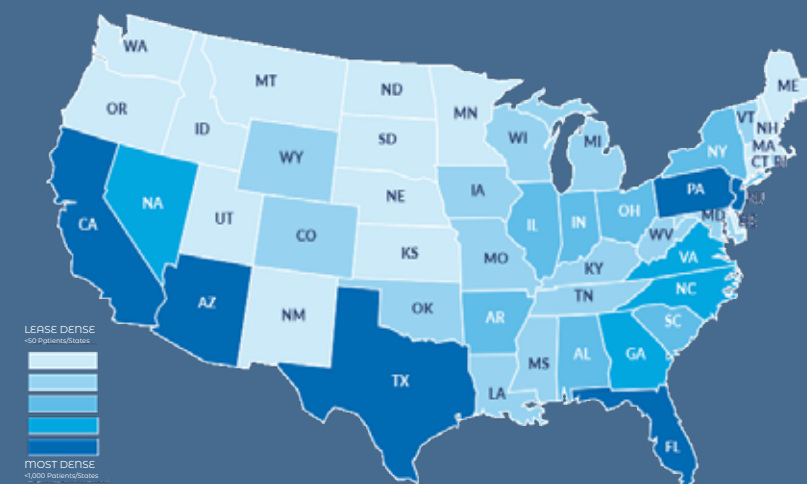 WA
ME
MT
ND
OR
MN
VT
NH
ID
SD
WI
MI
NY
MA
WY
CT RI
NE
IA
PA
NA
UT
IL
IN
OH
MD
CA
CO
WV
KS
MO
KY
VA
NC
TN
AZ
NM
OK
AR
SC
LEASE DENSE
<50 Patients/States
MS
AL
GA
TX
LA
FL
MOST DENSE
<1,000 Patients/States